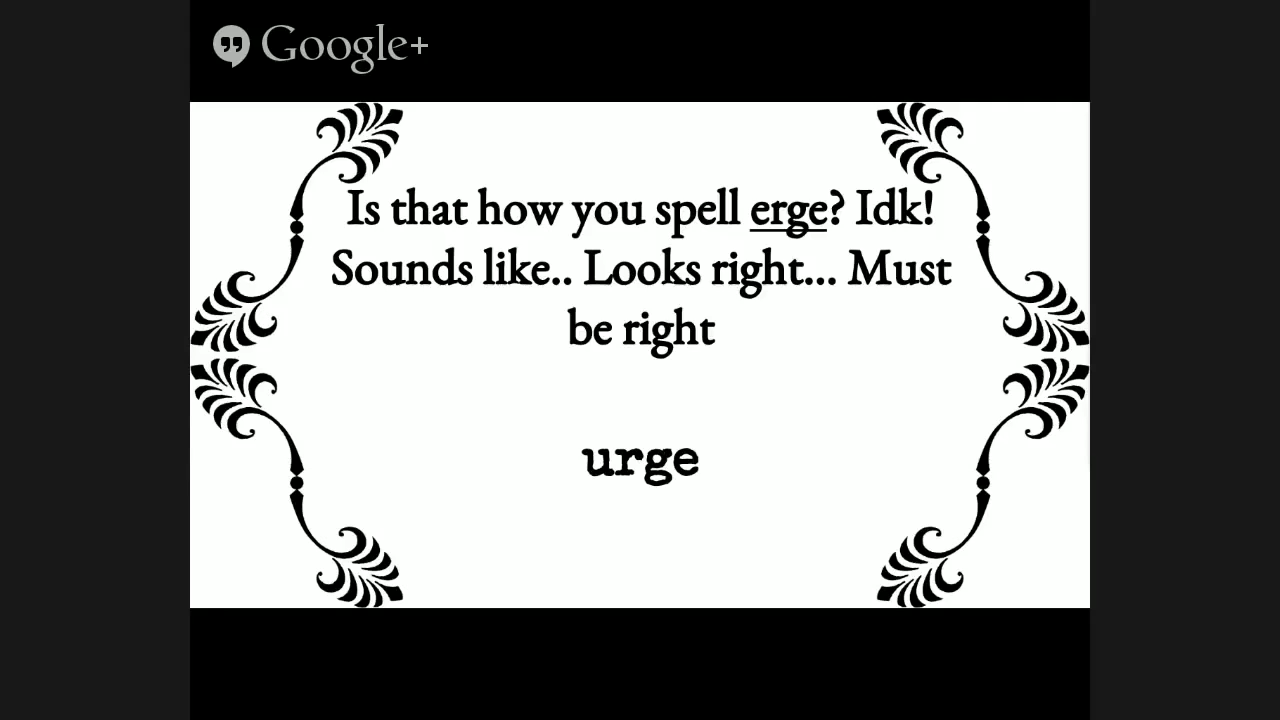 Google+
Is that how you spell erge? Idk!
Sounds like.. Looks right... Must
be right
urge